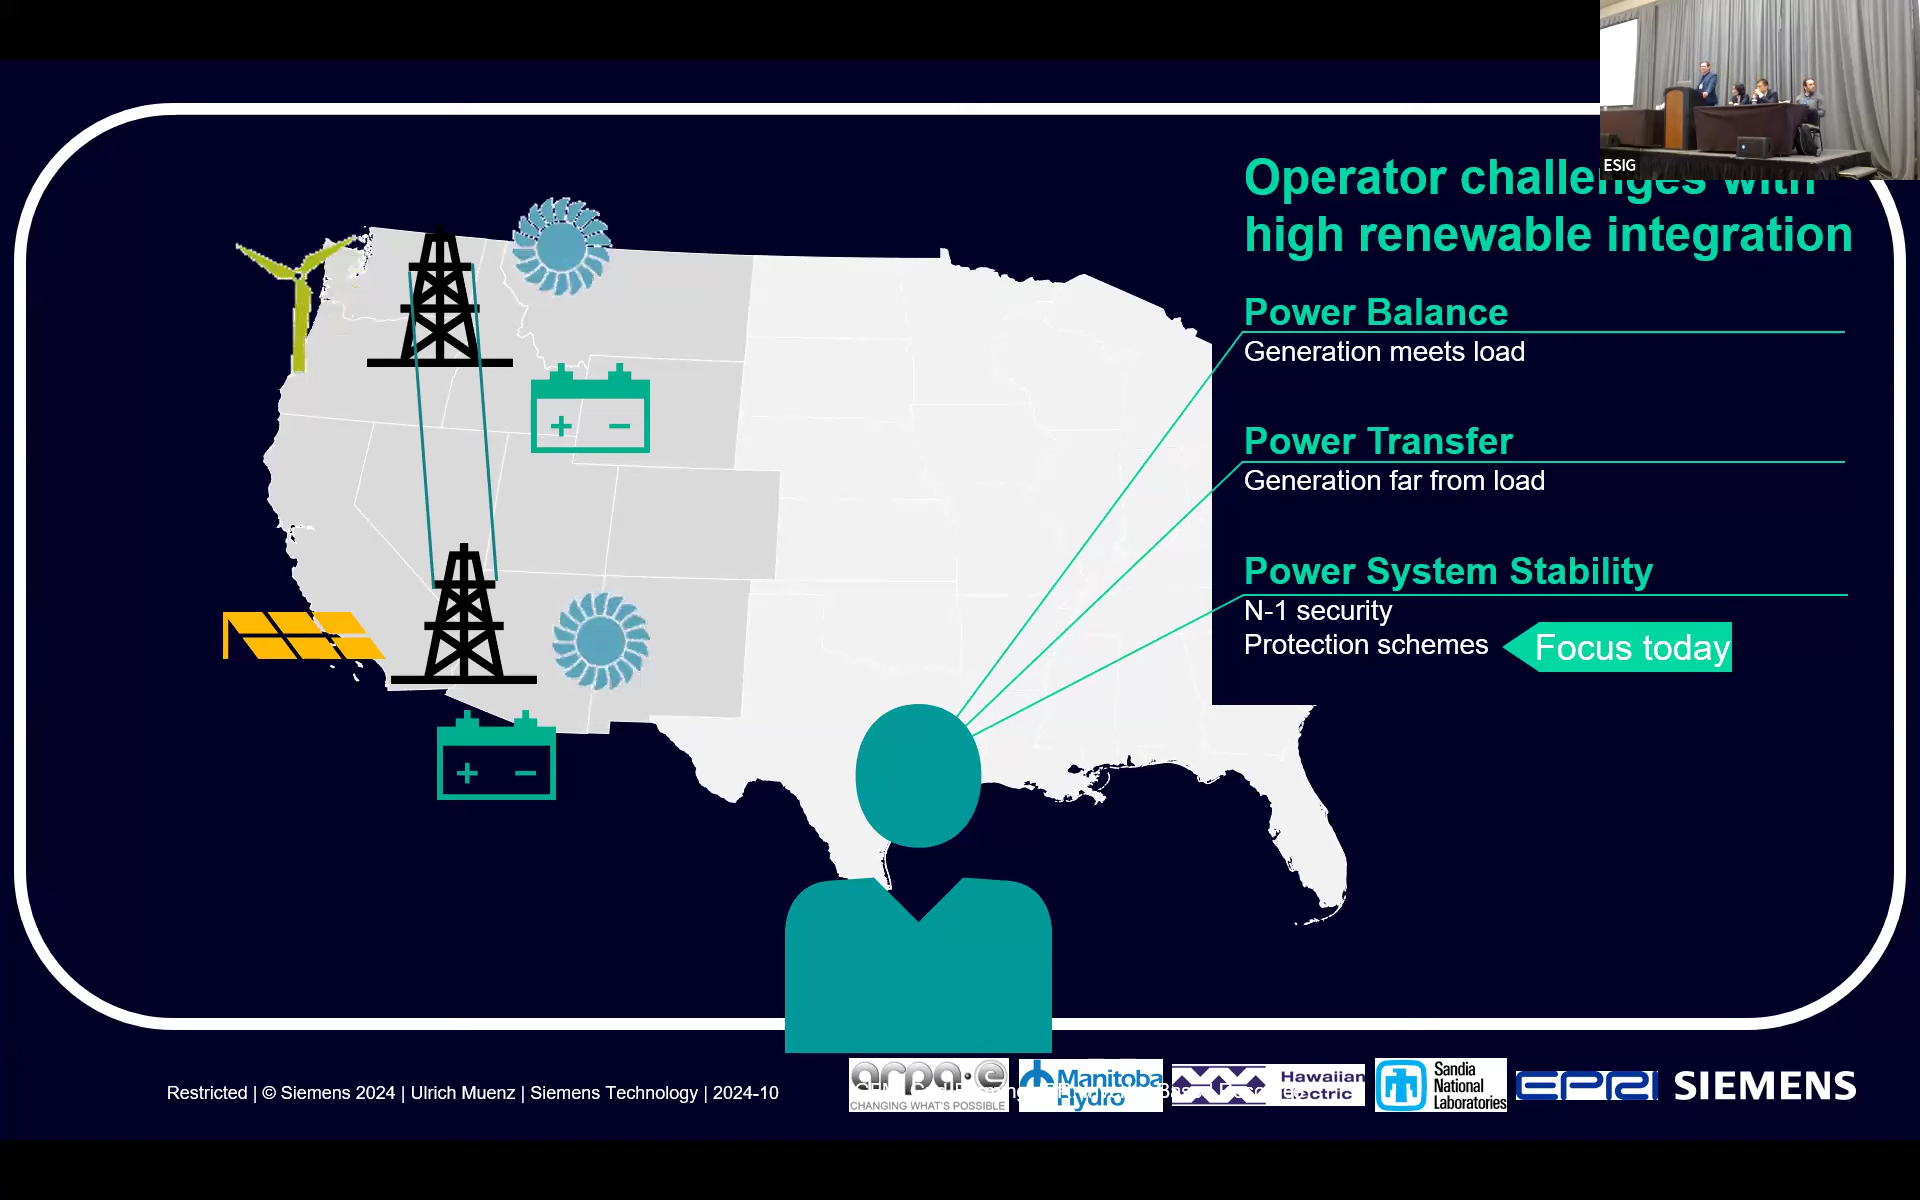 ESIG
Operator challenges with
high renewable integration
Power Balance
Generation meets load
Power Transfer
Generation far from load
Power System Stability
N-1 security
Protection schemes
Focus today
+ −
+ −
Restricted | © Siemens 2024 | Ulrich Muenz | Siemens Technology | 2024-10
arpa·e
CHANGING WHAT'S POSSIBLE
Manitoba
Hydro
Hawaiian
Electric
Sandia
National
Laboratories
EPRI
SIEMENS